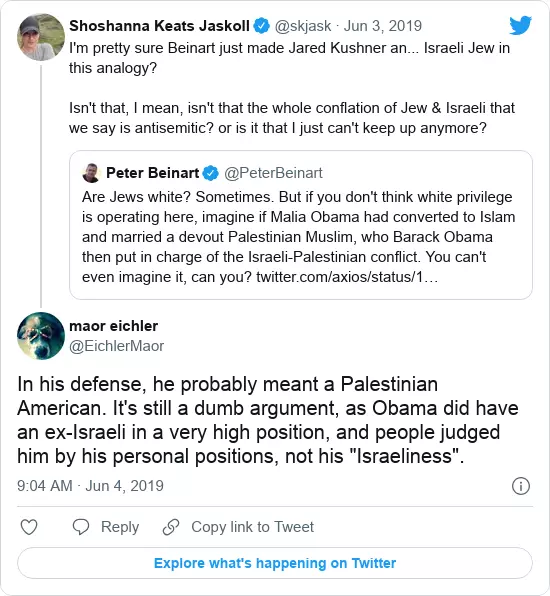 Shoshanna Keats Jaskoll @skjask · Jun 3, 2019
I'm pretty sure Beinart just made Jared Kushner an... Israeli Jew in
this analogy?
Isn't that, I mean, isn't that the whole conflation of Jew & Israeli that
we say is antisemitic? or is it that I just can't keep up anymore?
Peter Beinart @PeterBeinart
Are Jews white? Sometimes. But if you don't think white privilege
is operating here, imagine if Malia Obama had converted to Islam
and married a devout Palestinian Muslim, who Barack Obama
then put in charge of the Israeli-Palestinian conflict. You can't
even imagine it, can you? twitter.com/axios/status/1…
maor eichler
@EichlerMaor
In his defense, he probably meant a Palestinian
American. It's still a dumb argument, as Obama did have
an ex-Israeli in a very high position, and people judged
him by his personal positions, not his "Israeliness".
9:04 AM · Jun 4, 2019
Reply Copy link to Tweet
Explore what's happening on Twitter